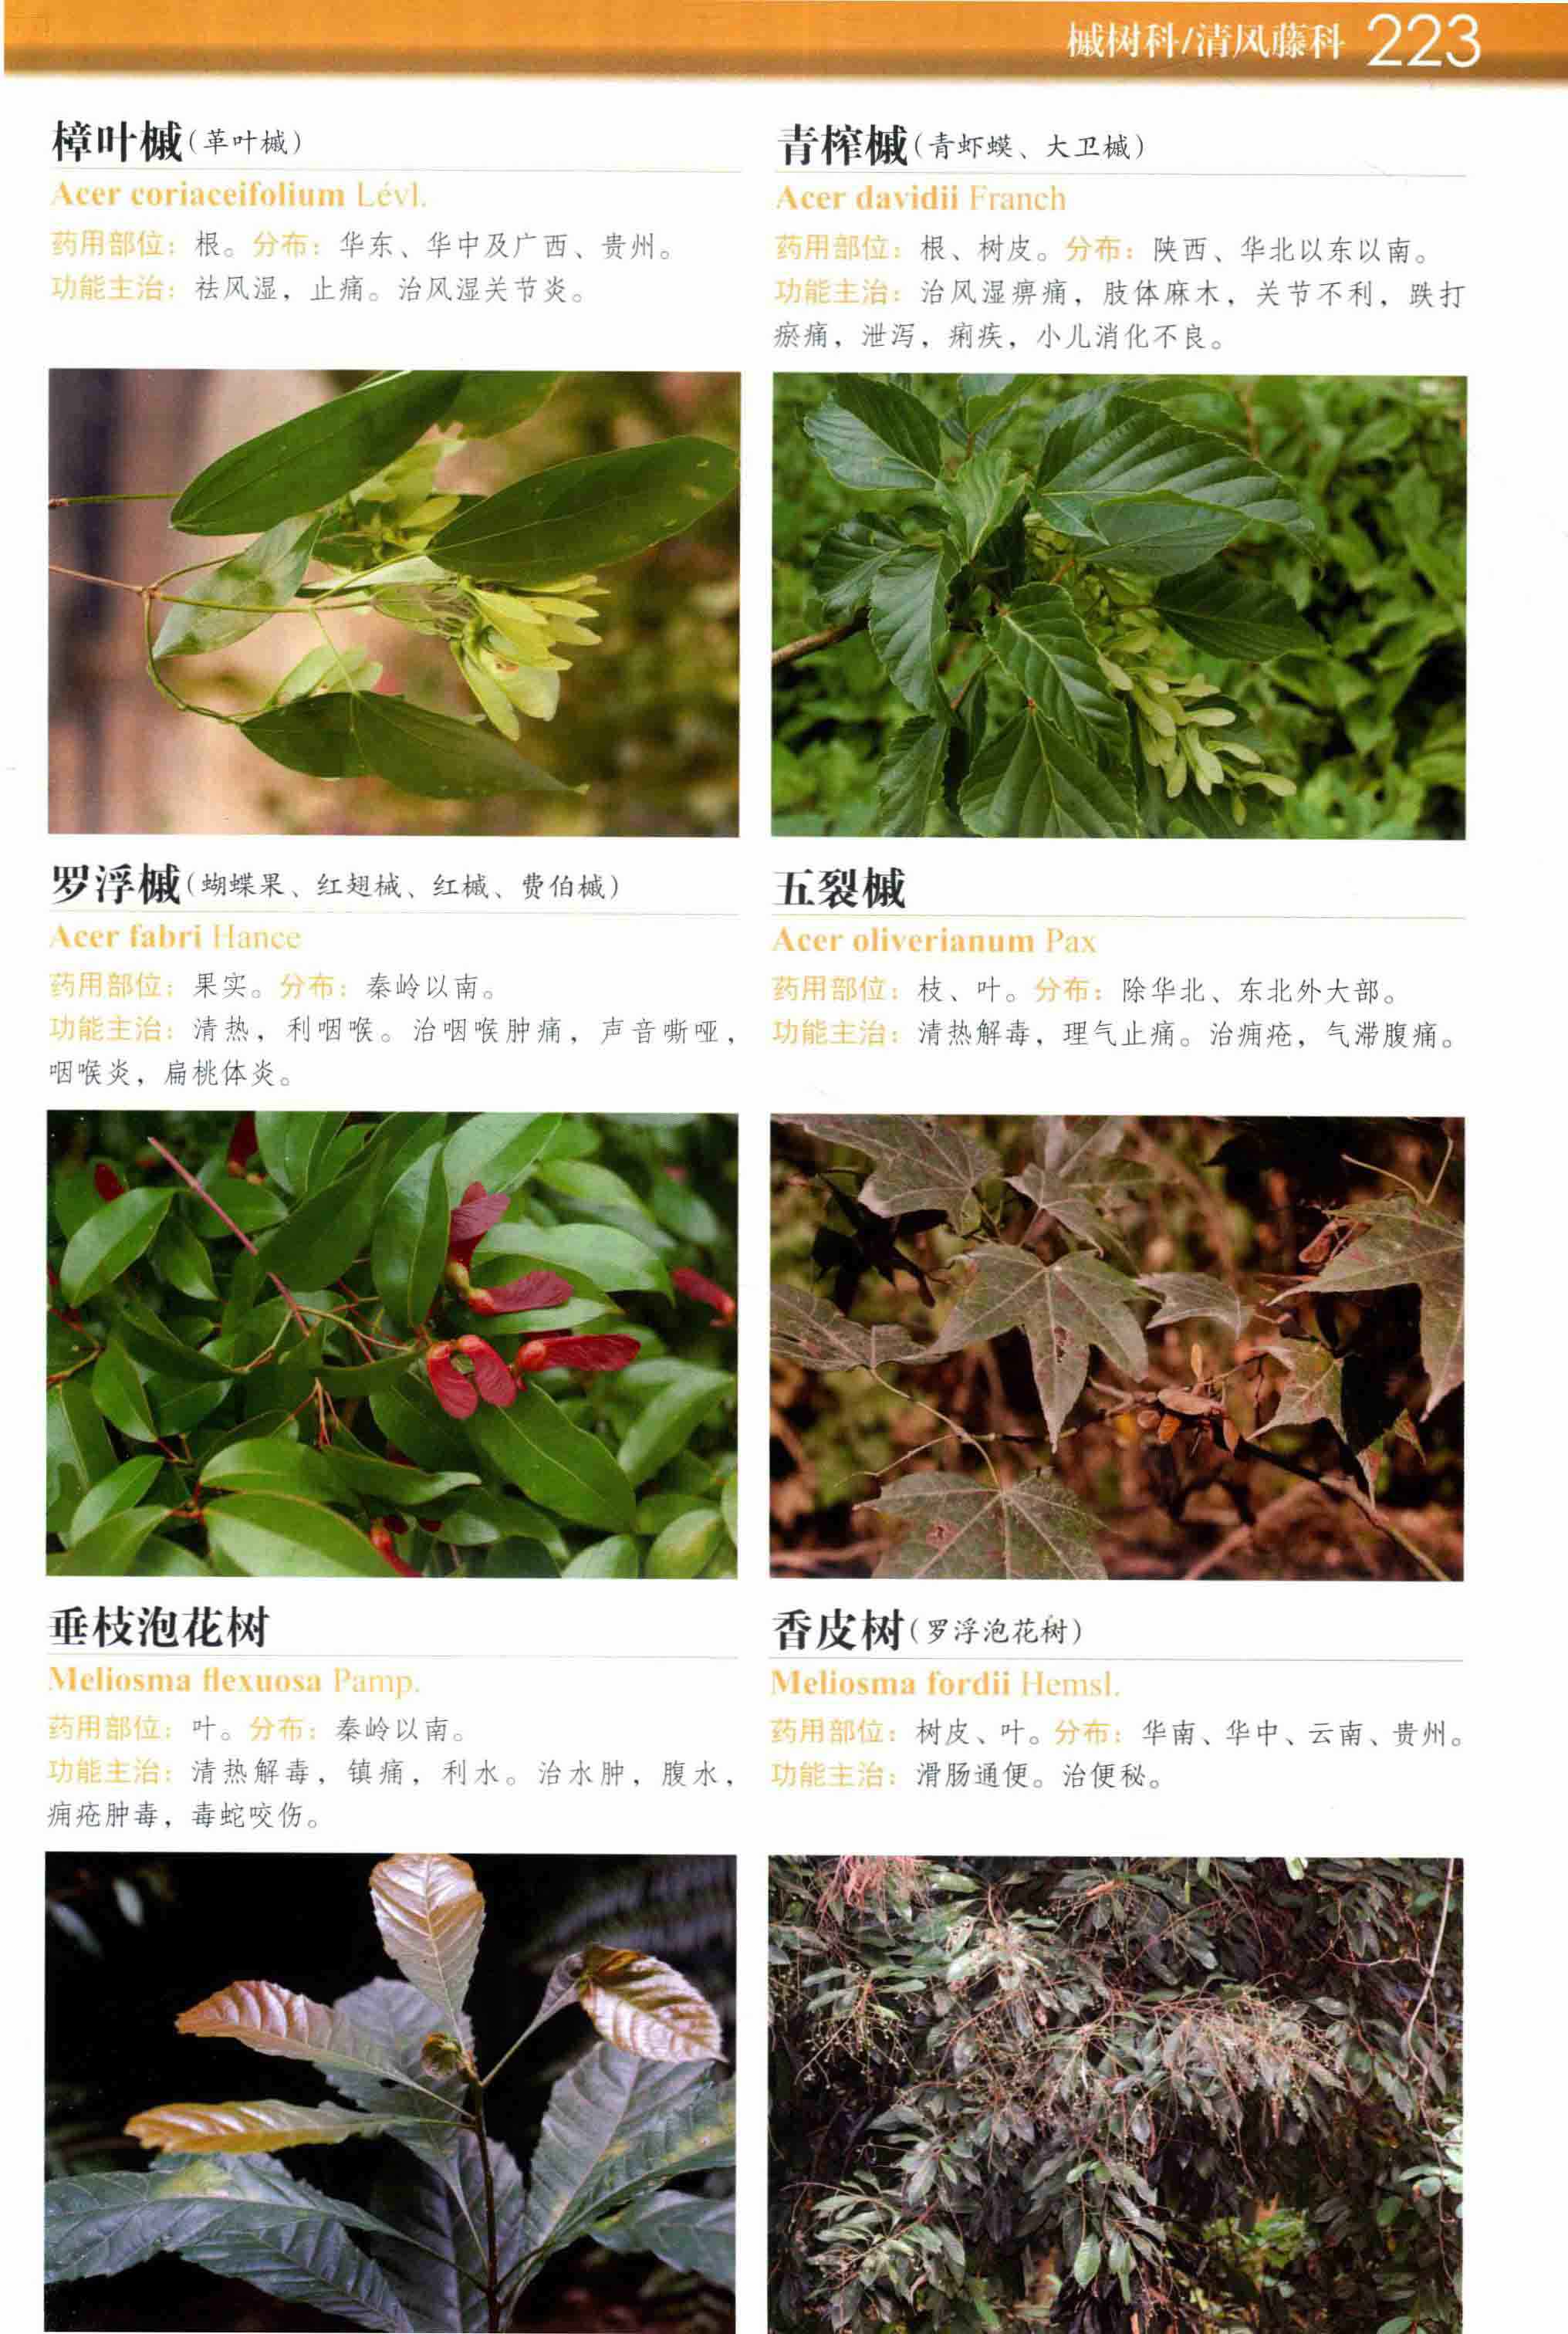 槭树科/清风藤科 223
樟叶槭(革叶槭)
Acer coriaceifolium Lévl.
药用部位：根。分布：华东、华中及广西、贵州。
功能主治：祛风湿，止痛。治风湿关节炎。
青榨槭(青虾蟆、大卫槭)
Acer davidii Franch
药用部位：根、树皮。分布：陕西、华北以东以南。
功能主治：治风湿痹痛，肢体麻木，关节不利，跌打
瘀痛，泄泻，痢疾，小儿消化不良。
罗浮槭(蝴蝶果、红翅槭、红槭、费伯槭)
Acer fabri Hance
药用部位：果实。分布：秦岭以南。
功能主治：清热，利咽喉。治咽喉肿痛，声音嘶哑，
咽喉炎，扁桃体炎。
五裂槭
Acer oliverianum Pax
药用部位：枝、叶。分布：除华北、东北外大部。
功能主治：清热解毒，理气止痛。治痈疮，气滞腹痛。
垂枝泡花树
Meliosma flexuosa Pamp.
药用部位：叶。分布：秦岭以南。
功能主治：清热解毒，镇痛，利水。治水肿，腹水，
痈疮肿毒，毒蛇咬伤。
香皮树(罗浮泡花树)
Meliosma fordii Hemsl.
药用部位：树皮、叶。分布：华南、华中、云南、贵州。
功能主治：滑肠通便。治便秘。